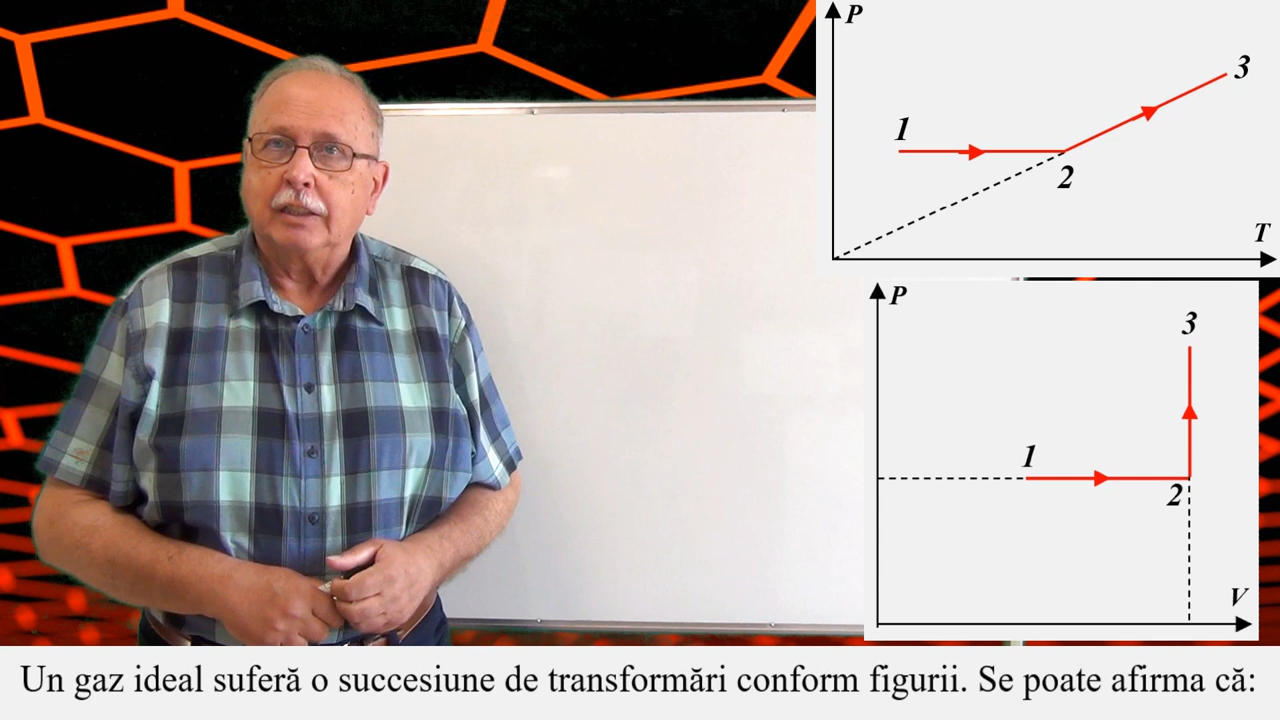 P
3
1
2
T
P
3
1
2
V
Un gaz ideal suferă o succesiune de transformări conform figurii. Se poate afirma că: